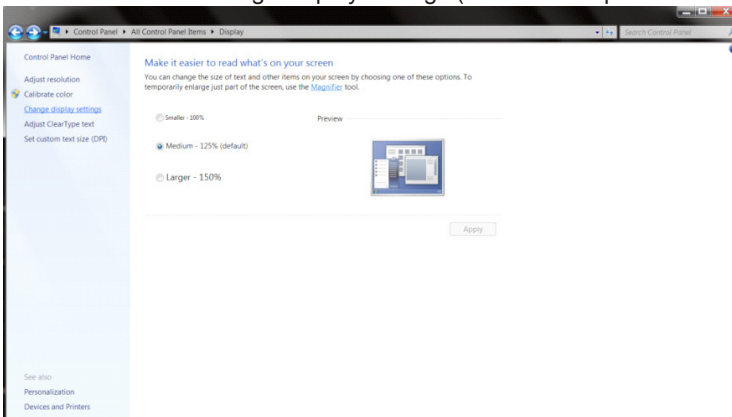 Control Panel ▸ All Control Panel Items ▸ Display
Search Control Panel
Control Panel Home
Adjust resolution
Calibrate color
Change display settings
Adjust ClearType text
Set custom text size (DPI)
See also
Personalization
Devices and Printers
Make it easier to read what's on your screen
You can change the size of text and other items on your screen by choosing one of these options. To
temporarily enlarge just part of the screen, use the Magnifier tool.
Smaller - 100%
Preview
Medium - 125% (default)
Larger - 150%
Apply